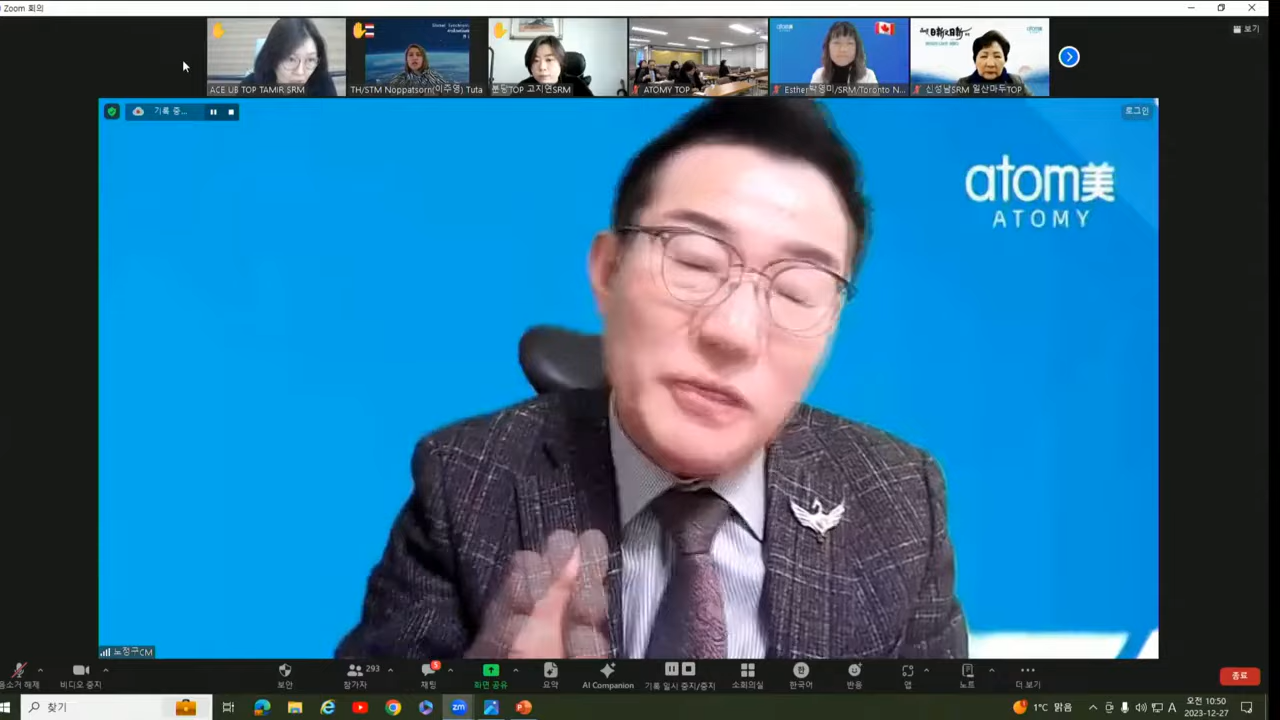 Zoom 회의
보기
ACE UB TOP TAMIR SRM
TH/STM Noppatsorn(이주영) Tuta
분당TOP 고지연SRM
ATOMY TOP
Esther박영미/SRM/Toronto N...
신성남SRM 일산마두TOP
기록 중...
로그인
atom美
ATOMY
노정구CM
음소거 해제
비디오 중지
보안
293
참가자
5
채팅
화면 공유
요약
AI Companion
기록 일시 중지/중지
소회의실
한
한국어
반응
앱
노트
더 보기
종료
찾기
zm
1°C 맑음
A
오전 10:50
2023-12-27